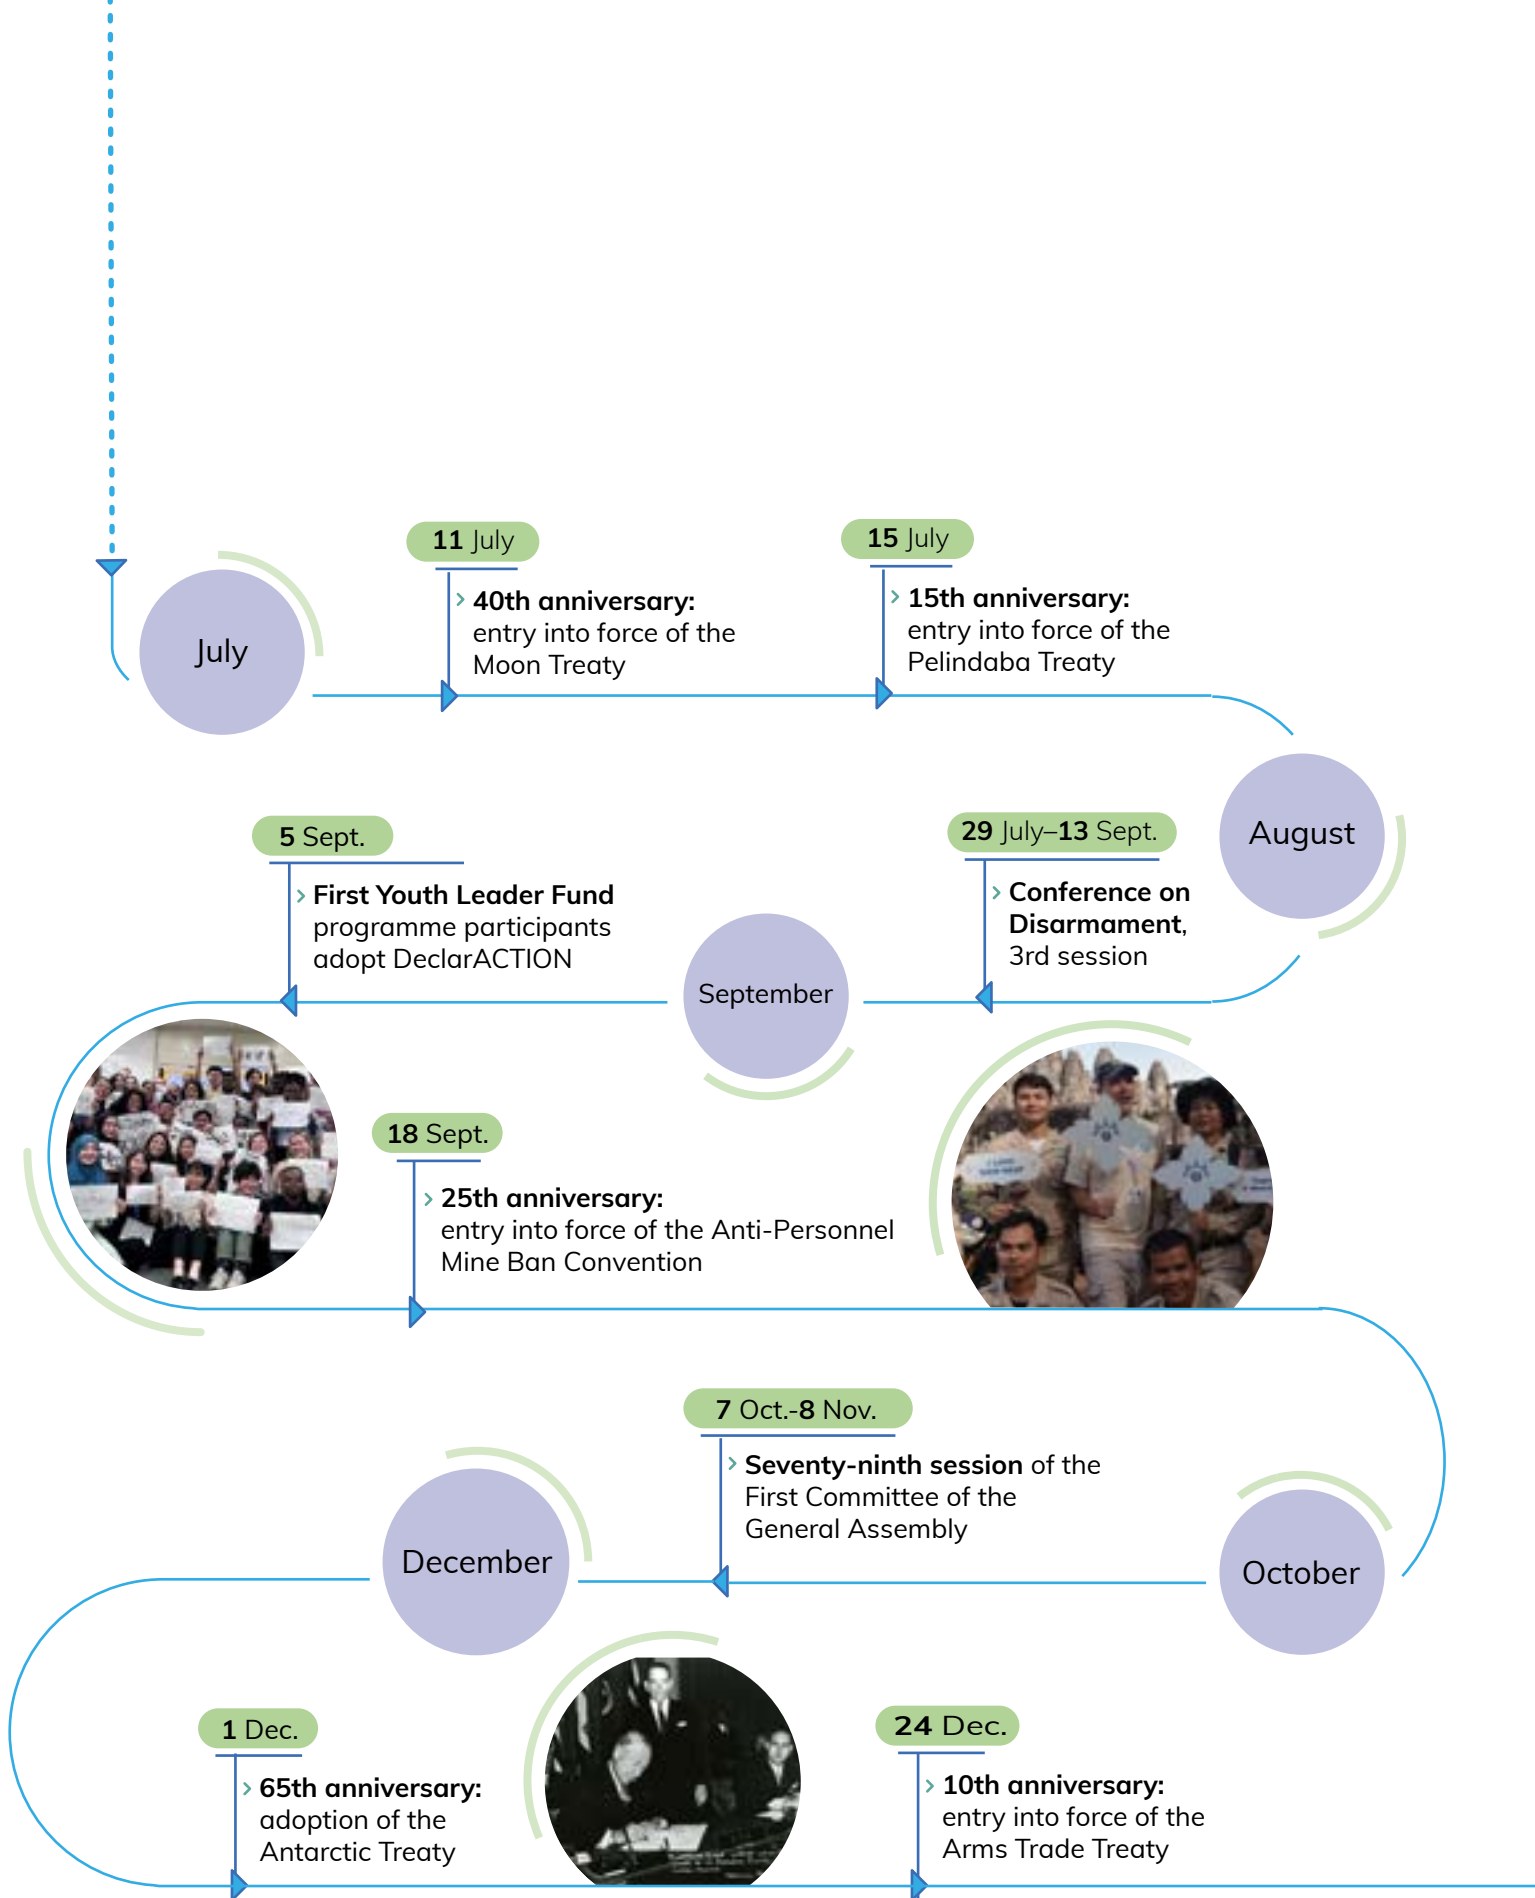 July
11 July
40th anniversary:
entry into force of the
Moon Treaty
15 July
15th anniversary:
entry into force of the
Pelindaba Treaty
August
29 July–13 Sept.
Conference on
Disarmament,
3rd session
September
5 Sept.
First Youth Leader Fund
programme participants
adopt DeclarACTION
18 Sept.
25th anniversary:
entry into force of the Anti-Personnel
Mine Ban Convention
October
7 Oct.-8 Nov.
Seventy-ninth session of the
First Committee of the
General Assembly
December
1 Dec.
65th anniversary:
adoption of the
Antarctic Treaty
24 Dec.
10th anniversary:
entry into force of the
Arms Trade Treaty